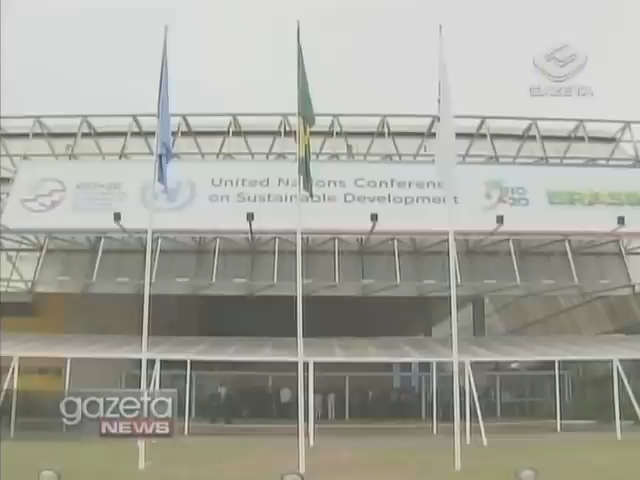 GAZETA
United Nations Conference
on Sustainable Development
RIO
+20
BRASIL
gazeta
NEWS